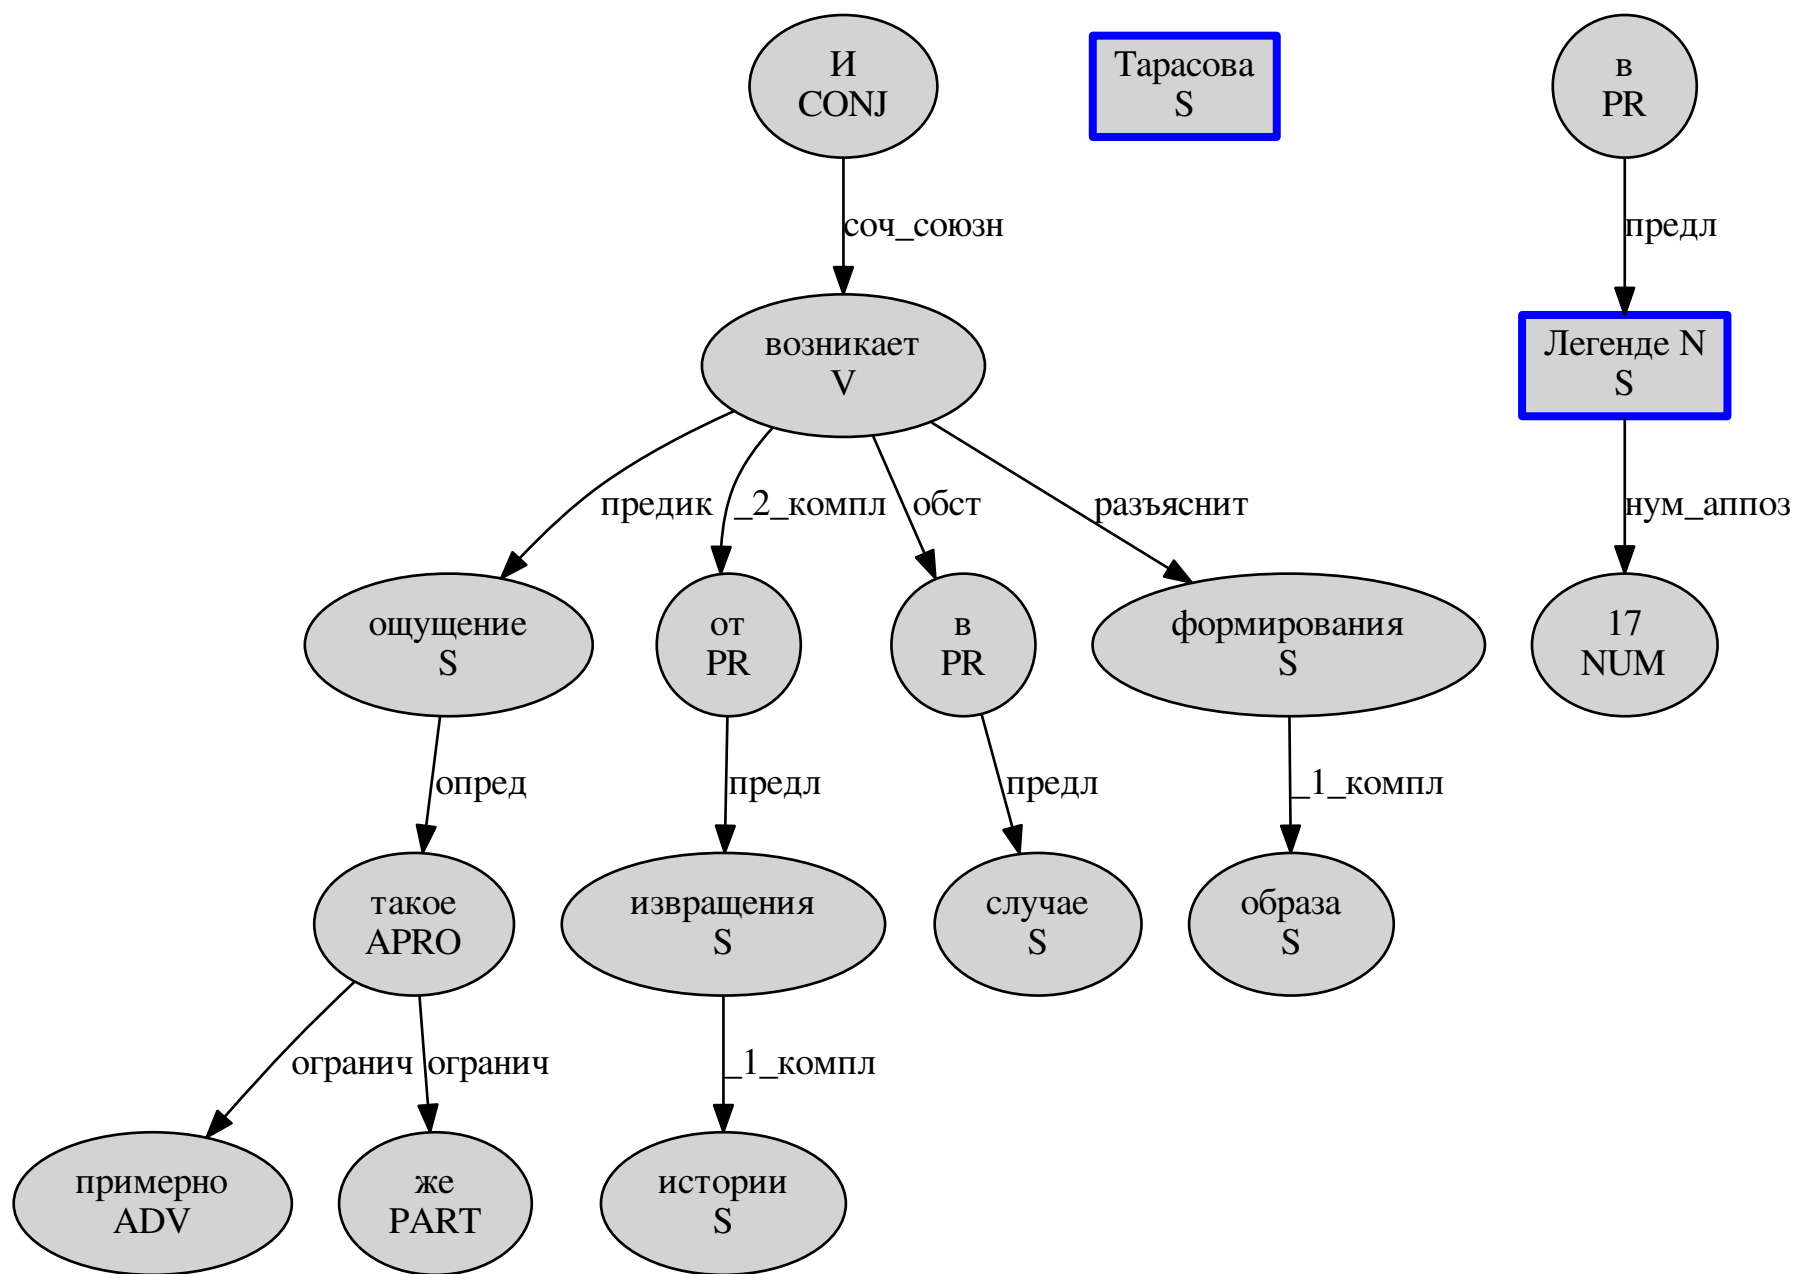 И
CONJ
Тарасова
S
в
PR
соч_союзн
предл
возникает
V
Легенде N
S
предик
_2_компл
обст
разъяснит
нум_аппоз
ощущение
S
от
PR
в
PR
формирования
S
17
NUM
опред
предл
предл
_1_компл
такое
APRO
извращения
S
случае
S
образа
S
огранич
огранич
_1_компл
примерно
ADV
же
PART
истории
S